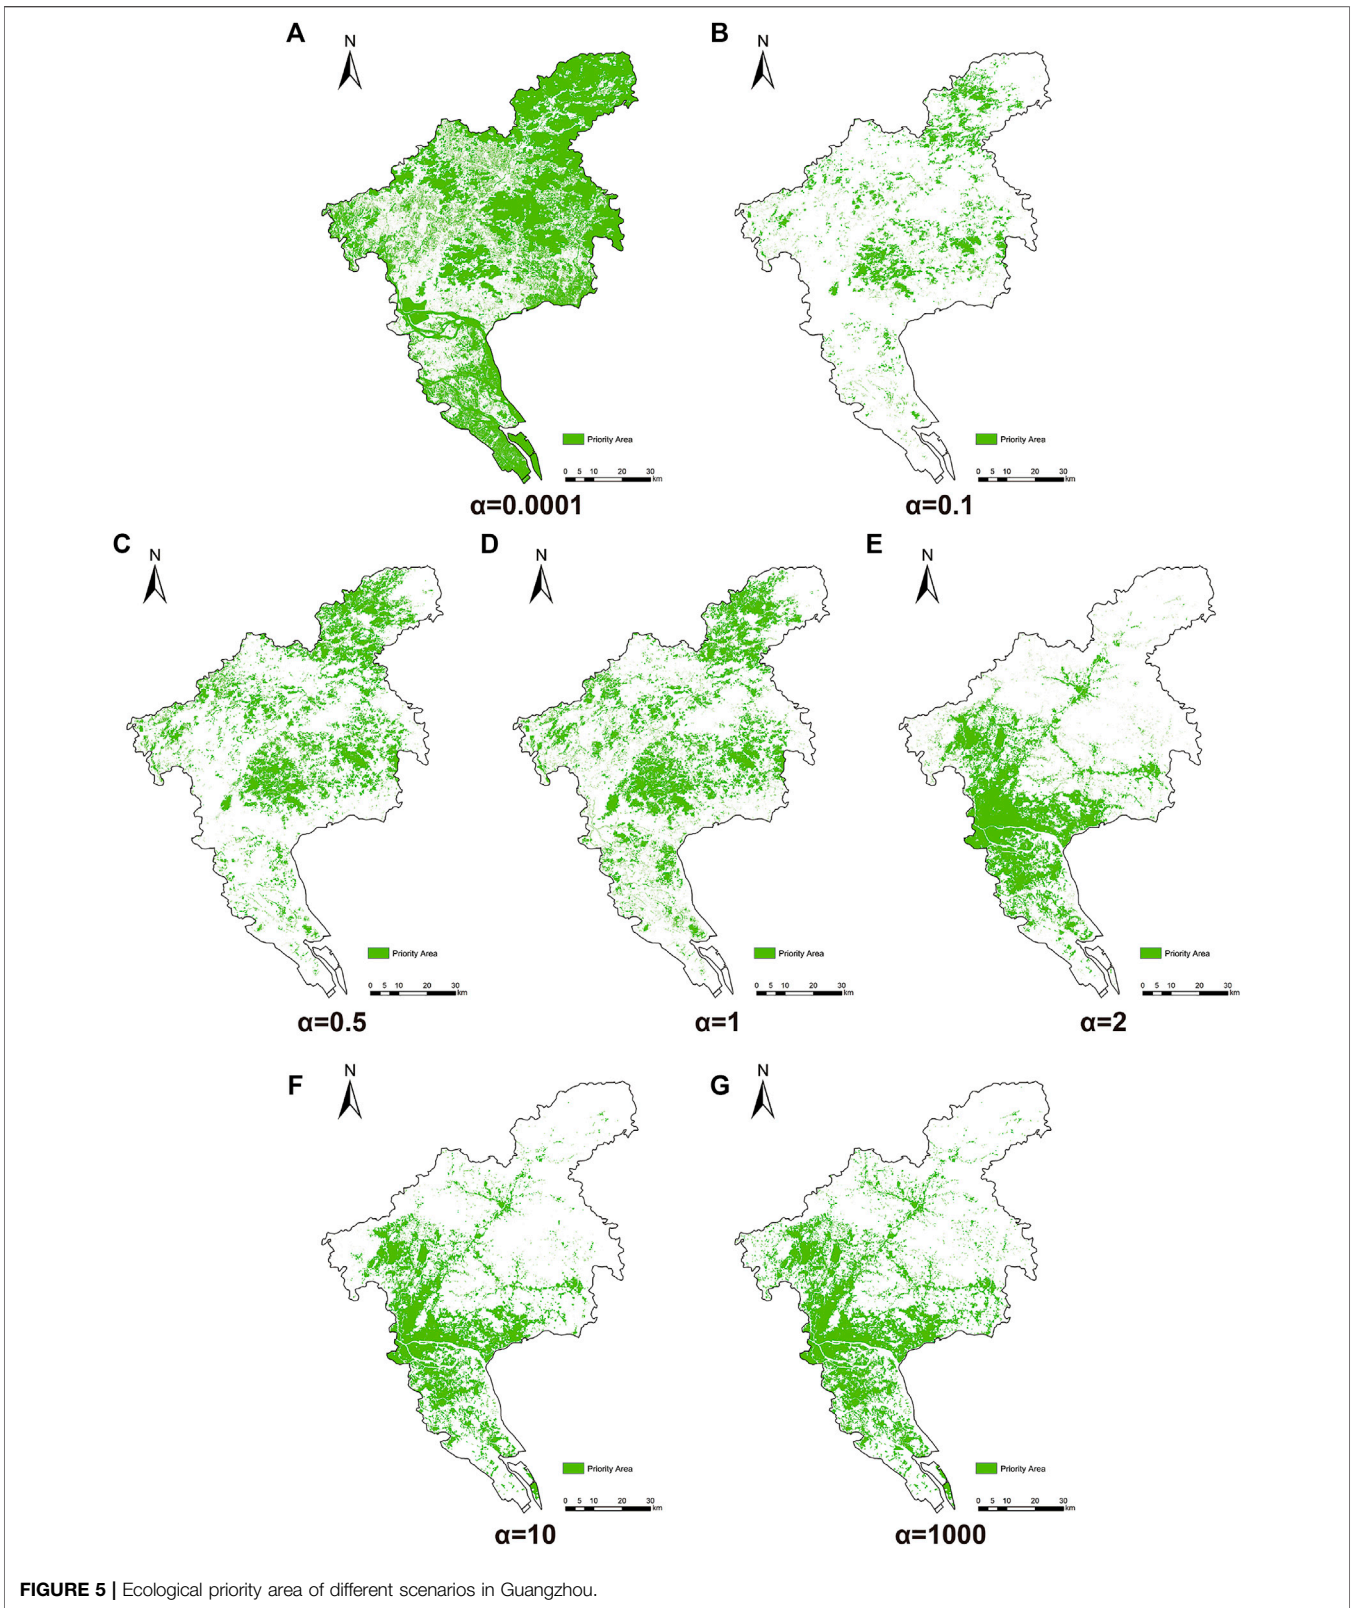 A
N
Priority Area
0 5 10 20 30
km
α=0.0001
B
N
Priority Area
0 5 10 20 30
km
α=0.1
C
N
Priority Area
0 5 10 20 30
km
α=0.5
D
N
Priority Area
0 5 10 20 30
km
α=1
E
N
Priority Area
0 5 10 20 30
km
α=2
F
N
Priority Area
0 5 10 20 30
km
α=10
G
N
Priority Area
0 5 10 20 30
km
α=1000
FIGURE 5 | Ecological priority area of different scenarios in Guangzhou.